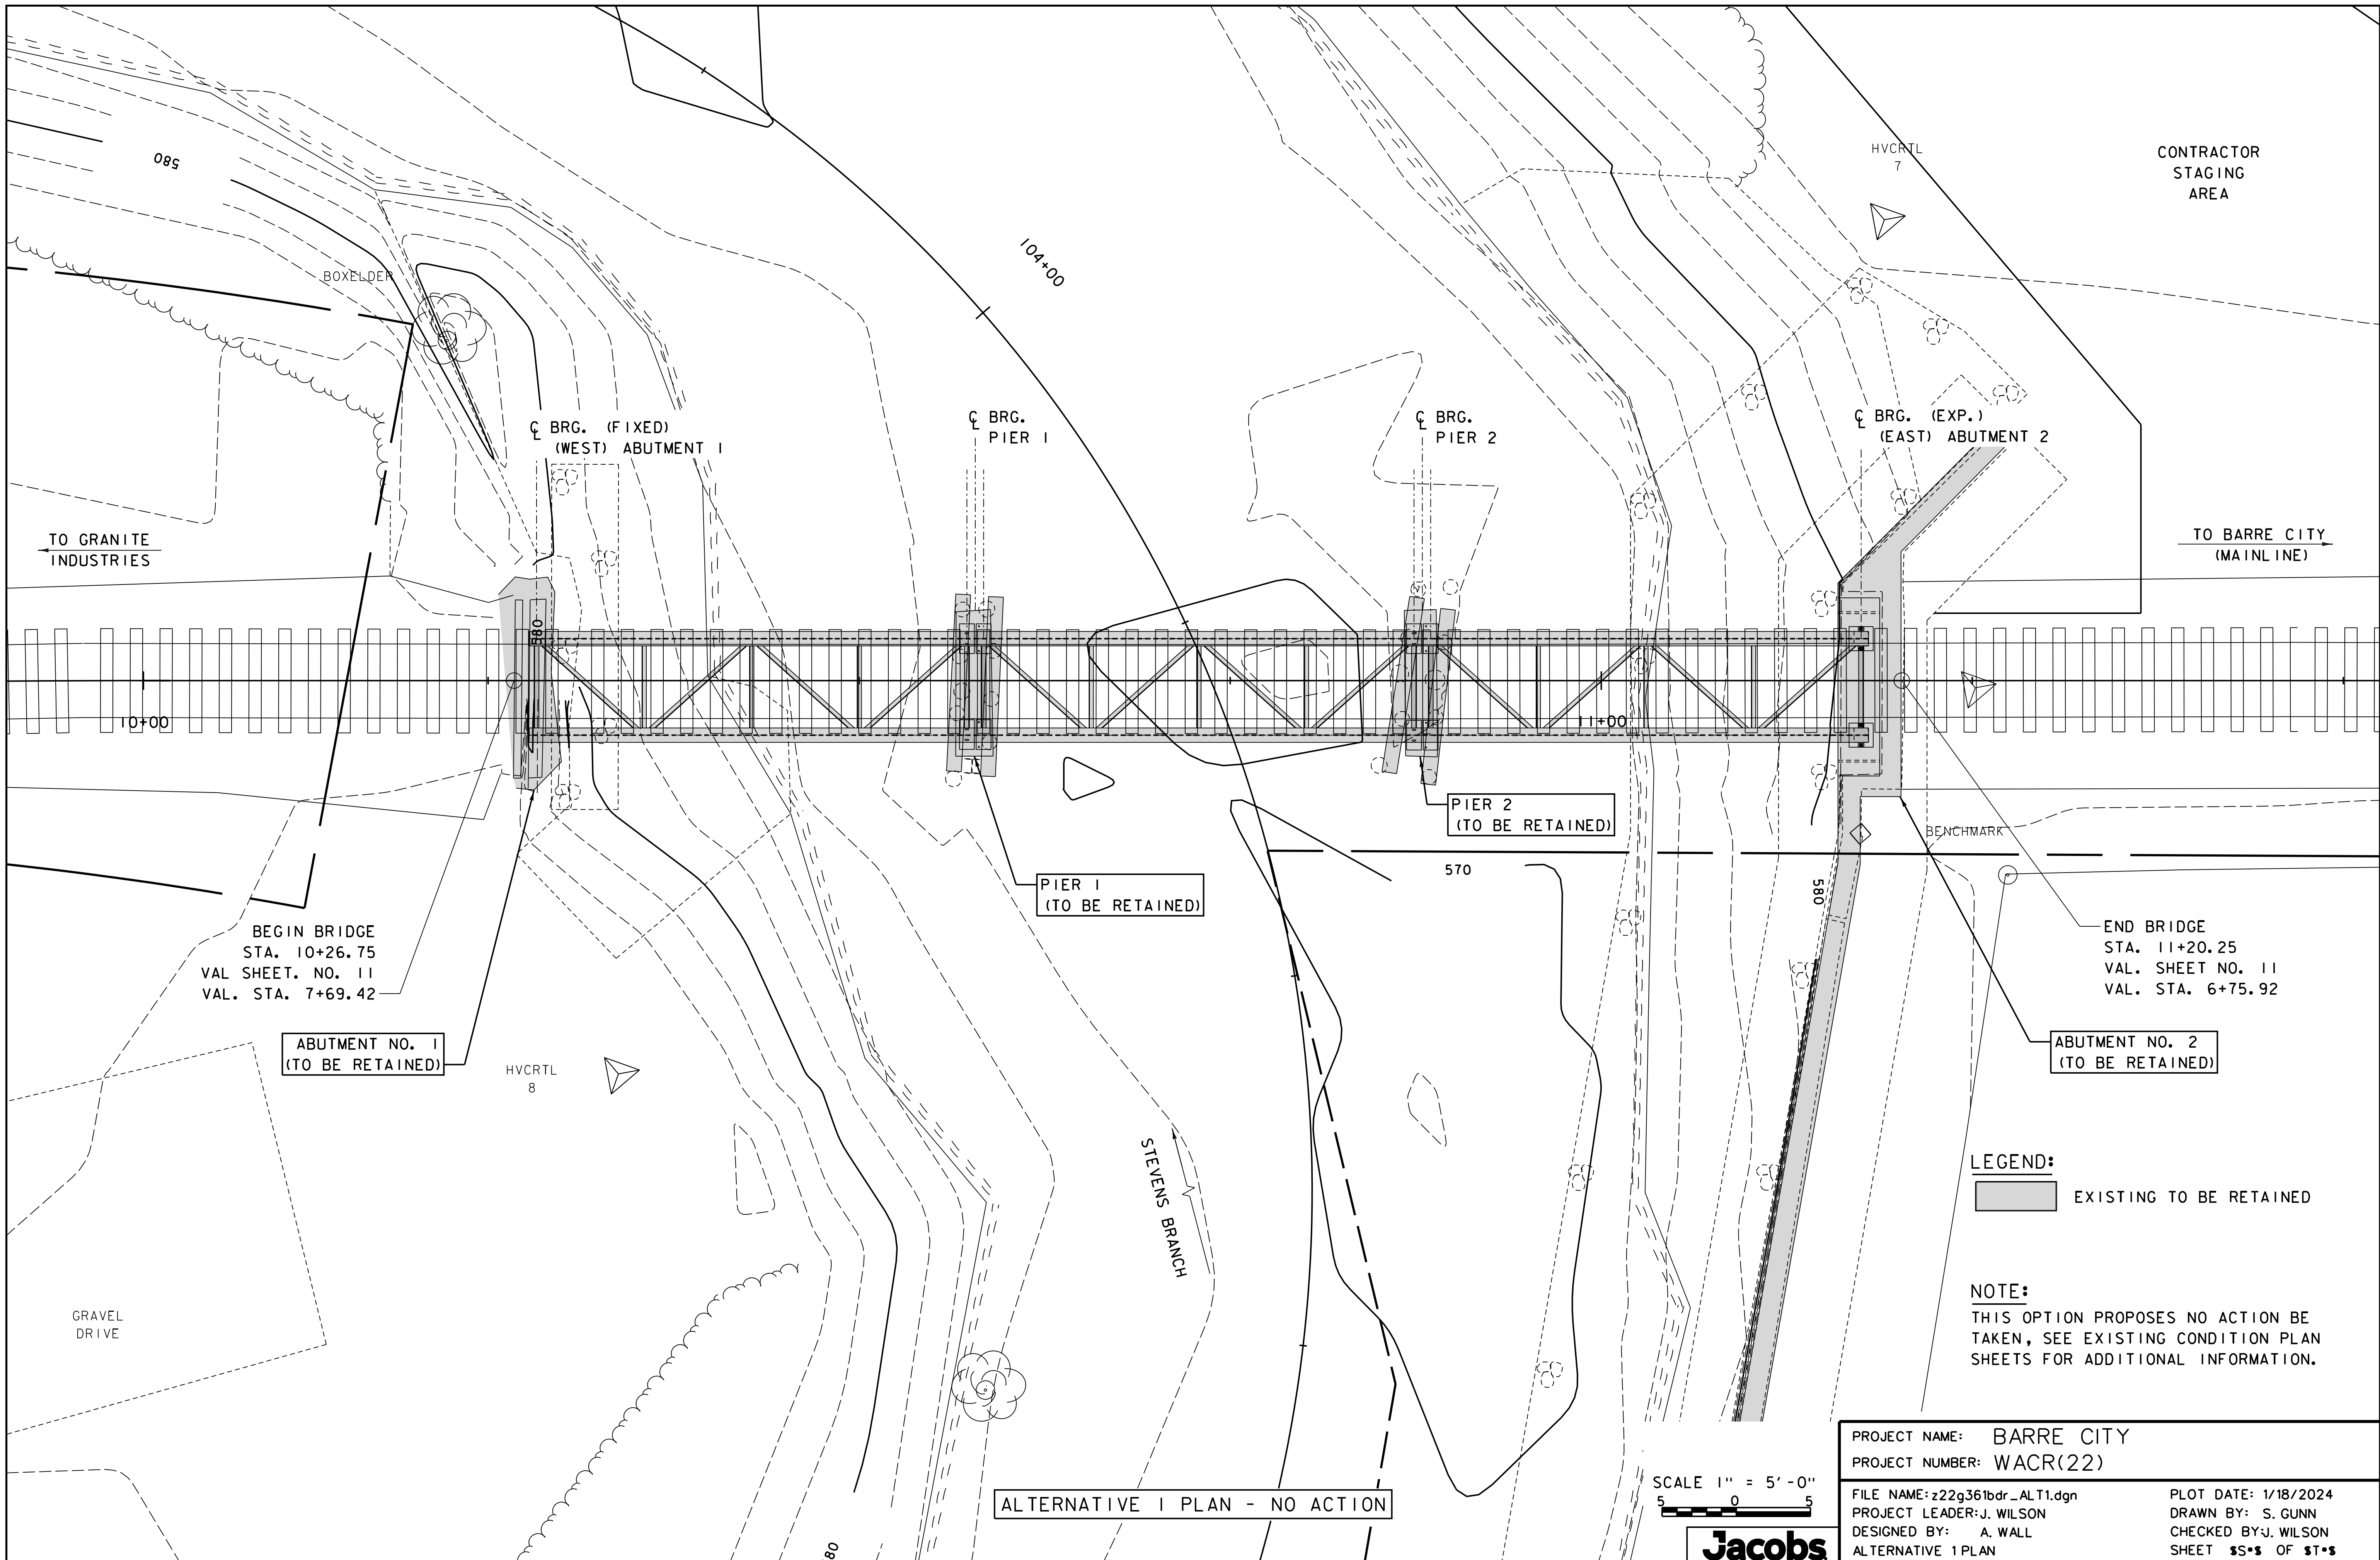 580
BOXELDER
104+00
HVCRTL
7
CONTRACTOR
STAGING
AREA
℄ BRG. (FIXED)
(WEST) ABUTMENT 1
℄ BRG.
PIER 1
℄ BRG.
PIER 2
℄ BRG. (EXP.)
(EAST) ABUTMENT 2
TO GRANITE
INDUSTRIES
TO BARRE CITY
(MAINLINE)
580
10+00
11+00
PIER 2
(TO BE RETAINED)
BENCHMARK
570
580
PIER 1
(TO BE RETAINED)
BEGIN BRIDGE
STA. 10+26.75
VAL SHEET. NO. 11
VAL. STA. 7+69.42
END BRIDGE
STA. 11+20.25
VAL. SHEET NO. 11
VAL. STA. 6+75.92
ABUTMENT NO. 1
(TO BE RETAINED)
ABUTMENT NO. 2
(TO BE RETAINED)
HVCRTL
8
STEVENS BRANCH
LEGEND:
EXISTING TO BE RETAINED
NOTE:
THIS OPTION PROPOSES NO ACTION BE
TAKEN, SEE EXISTING CONDITION PLAN
SHEETS FOR ADDITIONAL INFORMATION.
GRAVEL
DRIVE
ALTERNATIVE 1 PLAN - NO ACTION
SCALE 1" = 5'-0"
5 0 5
Jacobs
PROJECT NAME: BARRE CITY
PROJECT NUMBER: WACR(22)
FILE NAME: z22g361bdr_ALT1.dgn
PLOT DATE: 1/18/2024
PROJECT LEADER: J. WILSON
DRAWN BY: S. GUNN
DESIGNED BY: A. WALL
CHECKED BY: J. WILSON
ALTERNATIVE 1 PLAN
SHEET $S*$ OF $T*$